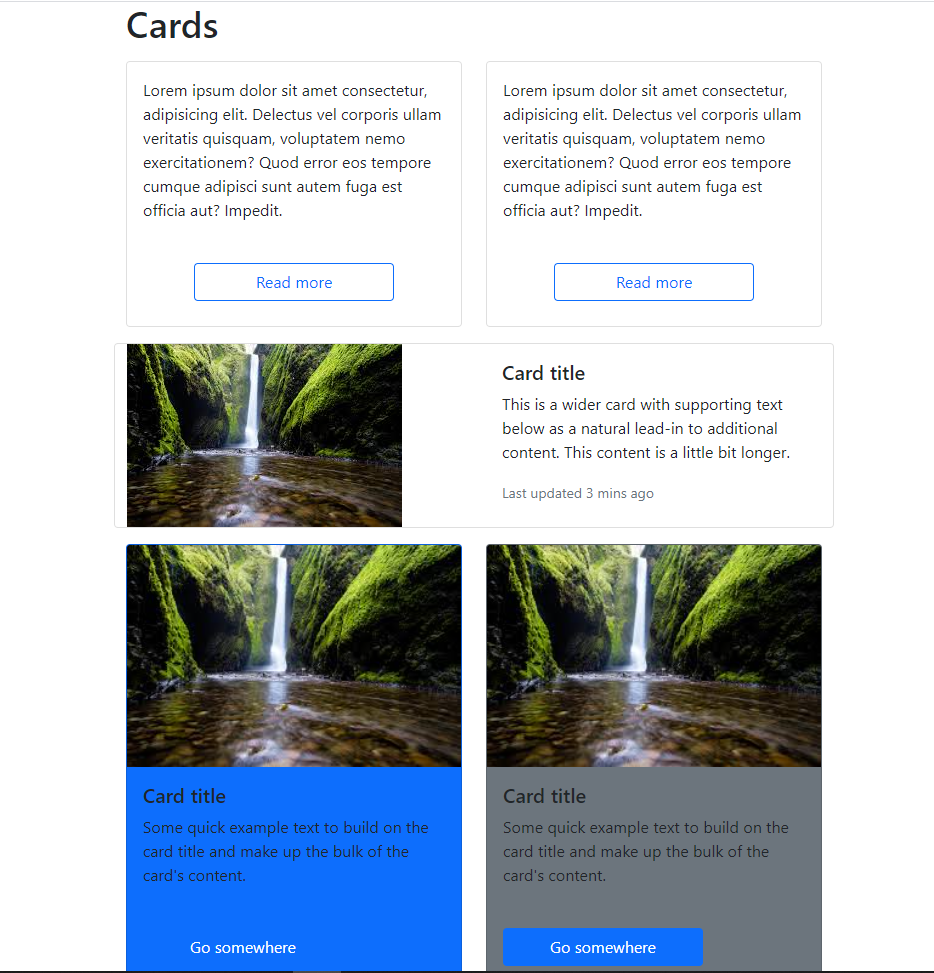 Cards
Lorem ipsum dolor sit amet consectetur,
adipisicing elit. Delectus vel corporis ullam
veritatis quisquam, voluptatem nemo
exercitationem? Quod error eos tempore
cumque adipisci sunt autem fuga est
officia aut? Impedit.
Read more
Lorem ipsum dolor sit amet consectetur,
adipisicing elit. Delectus vel corporis ullam
veritatis quisquam, voluptatem nemo
exercitationem? Quod error eos tempore
cumque adipisci sunt autem fuga est
officia aut? Impedit.
Read more
Card title
This is a wider card with supporting text
below as a natural lead-in to additional
content. This content is a little bit longer.
Last updated 3 mins ago
Card title
Some quick example text to build on the
card title and make up the bulk of the
card's content.
Go somewhere
Card title
Some quick example text to build on the
card title and make up the bulk of the
card's content.
Go somewhere